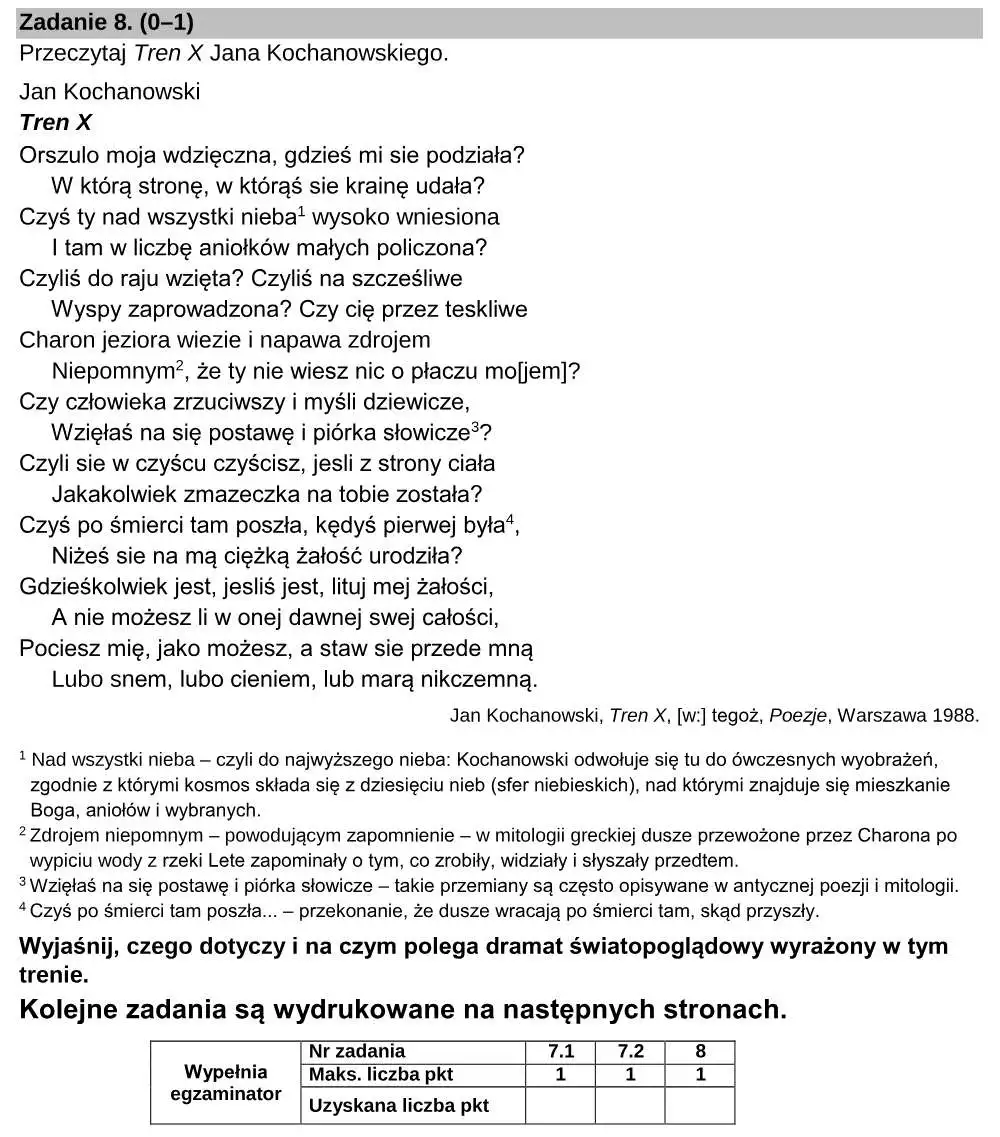 Zadanie 8. (0–1)
Przeczytaj Tren X Jana Kochanowskiego.
Jan Kochanowski
Tren X
Orszulo moja wdzięczna, gdzieś mi sie podziała?
W którą stronę, w którąś sie krainę udała?
Czyś ty nad wszystki nieba¹ wysoko wniesiona
I tam w liczbę aniołków małych policzona?
Czyliś do raju wzięta? Czyliś na szcześliwe
Wyspy zaprowadzona? Czy cię przez teskliwe
Charon jeziora wiezie i napawa zdrojem
Niepomnym², że ty nie wiesz nic o płaczu mo[jem]?
Czy człowieka zrzuciwszy i myśli dziewicze,
Wzięłaś na się postawę i piórka słowicze³?
Czyli sie w czyścu czyścisz, jesli z strony ciała
Jakakolwiek zmazeczka na tobie została?
Czyś po śmierci tam poszła, kędyś pierwej była⁴,
Niżeś sie na mą ciężką żałość urodziła?
Gdzieśkolwiek jest, jesliś jest, lituj mej żałości,
A nie możesz li w onej dawnej swej całości,
Pociesz mię, jako możesz, a staw sie przede mną
Lubo snem, lubo cieniem, lub marą nikczemną.
Jan Kochanowski, Tren X, [w:] tegoż, Poezje, Warszawa 1988.
¹ Nad wszystki nieba – czyli do najwyższego nieba: Kochanowski odwołuje się tu do ówczesnych wyobrażeń,
zgodnie z którymi kosmos składa się z dziesięciu nieb (sfer niebieskich), nad którymi znajduje się mieszkanie
Boga, aniołów i wybranych.
² Zdrojem niepomnym – powodującym zapomnienie – w mitologii greckiej dusze przewożone przez Charona po
wypiciu wody z rzeki Lete zapominały o tym, co zrobiły, widziały i słyszały przedtem.
³ Wzięłaś na się postawę i piórka słowicze – takie przemiany są często opisywane w antycznej poezji i mitologii.
⁴ Czyś po śmierci tam poszła... – przekonanie, że dusze wracają po śmierci tam, skąd przyszły.
Wyjaśnij, czego dotyczy i na czym polega dramat światopoglądowy wyrażony w tym
trenie.
Kolejne zadania są wydrukowane na następnych stronach.
Wypełnia
egzaminator
Nr zadania 7.1 7.2 8
Maks. liczba pkt 1 1 1
Uzyskana liczba pkt